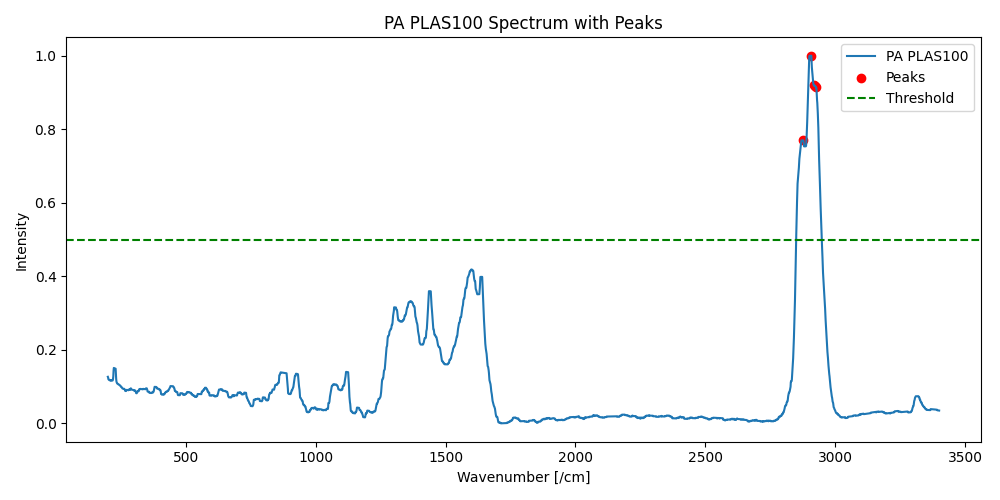 PA PLAS100 Spectrum with Peaks
PA PLAS100
Peaks
Threshold
Intensity
1.0
0.8
0.6
0.4
0.2
0.0
500 1000 1500 2000 2500 3000 3500
Wavenumber [/cm]